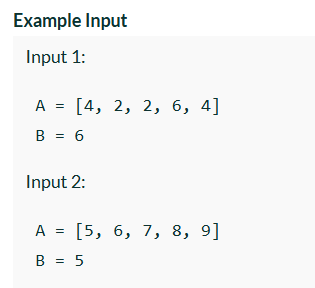 Example Input
Input 1:
A = [4, 2, 2, 6, 4]
B = 6
Input 2:
A = [5, 6, 7, 8, 9]
B = 5